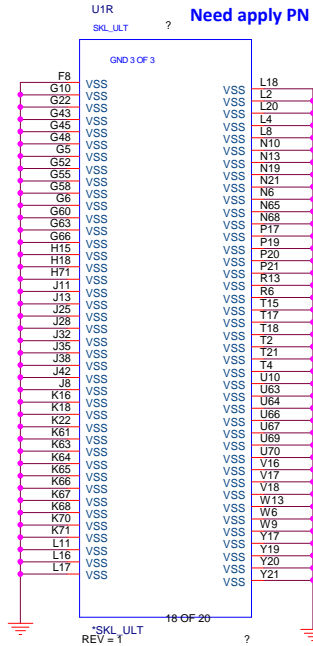 U1R
Need apply PN
SKL_ULT ?
GND 3 OF 3
F8 VSS VSS L18
G10 VSS VSS L2
G22 VSS VSS L20
G43 VSS VSS L4
G45 VSS VSS L8
G48 VSS VSS N10
G5 VSS VSS N13
G52 VSS VSS N19
G55 VSS VSS N21
G58 VSS VSS N6
G6 VSS VSS N65
G60 VSS VSS N68
G63 VSS VSS P17
G66 VSS VSS P19
H15 VSS VSS P20
H18 VSS VSS P21
H71 VSS VSS R13
J11 VSS VSS R6
J13 VSS VSS T15
J25 VSS VSS T17
J28 VSS VSS T18
J32 VSS VSS T2
J35 VSS VSS T21
J38 VSS VSS T4
J42 VSS VSS U10
J8 VSS VSS U63
K16 VSS VSS U64
K18 VSS VSS U66
K22 VSS VSS U67
K61 VSS VSS U69
K63 VSS VSS U70
K64 VSS VSS V16
K65 VSS VSS V17
K66 VSS VSS V18
K67 VSS VSS W13
K68 VSS VSS W6
K70 VSS VSS W9
K71 VSS VSS Y17
L11 VSS VSS Y19
L16 VSS VSS Y20
L17 VSS VSS Y21
18 OF 20
*SKL_ULT
REV = 1 ?